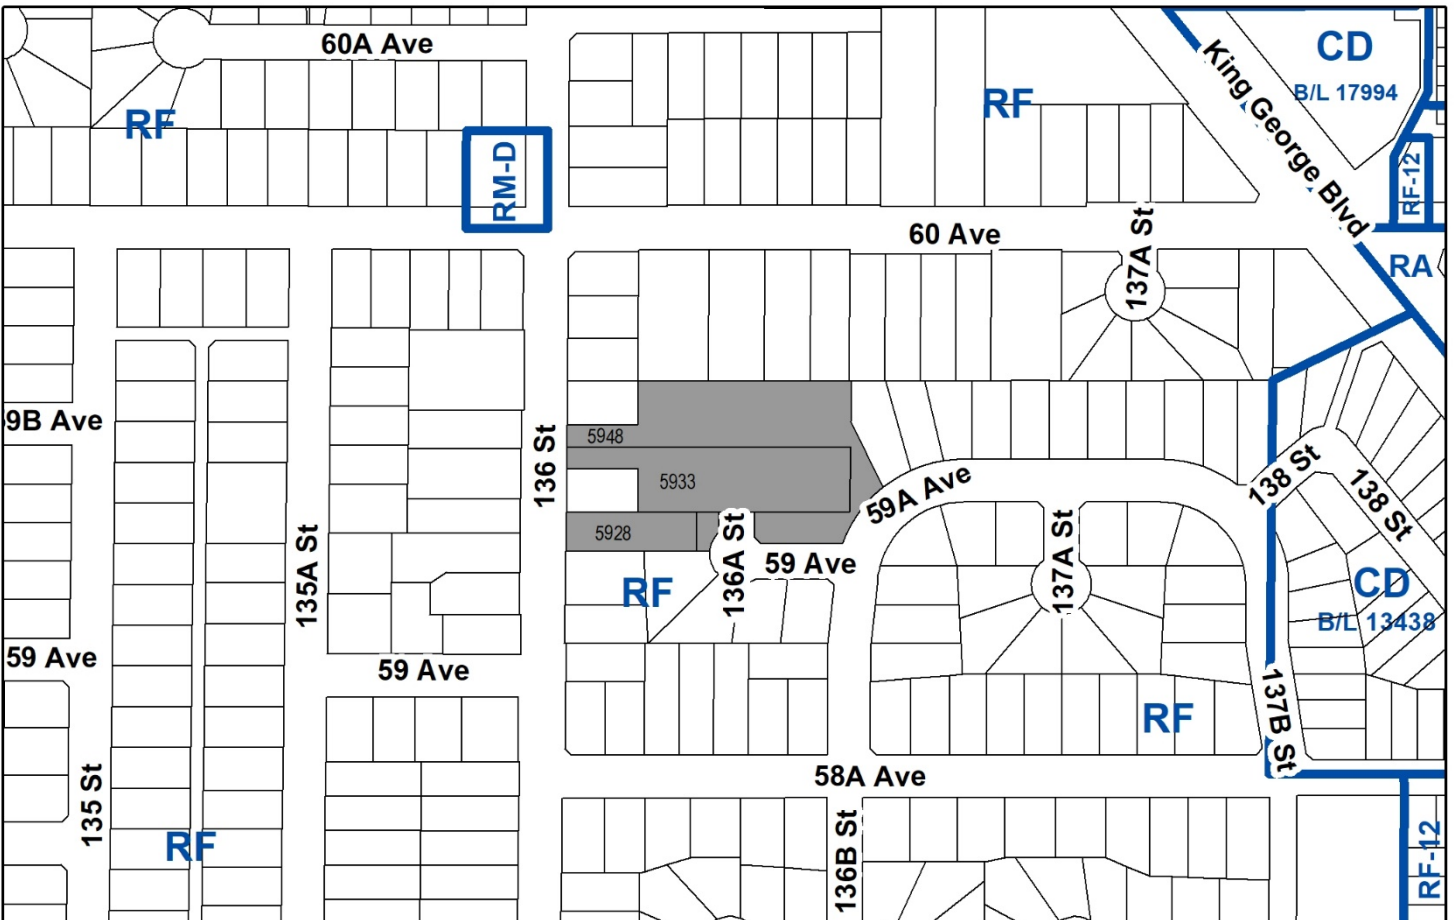 60A Ave
CD
B/L 17994
King George Blvd
RF
RF
RM-D
RF-12
60 Ave
137A St
RA
9B Ave
136 St
5948
5933
5928
59A Ave
138 St
138 St
135A St
136A St
59 Ave
137A St
RF
CD
B/L 13438
59 Ave
59 Ave
RF
137B St
58A Ave
135 St
RF
136B St
RF-12